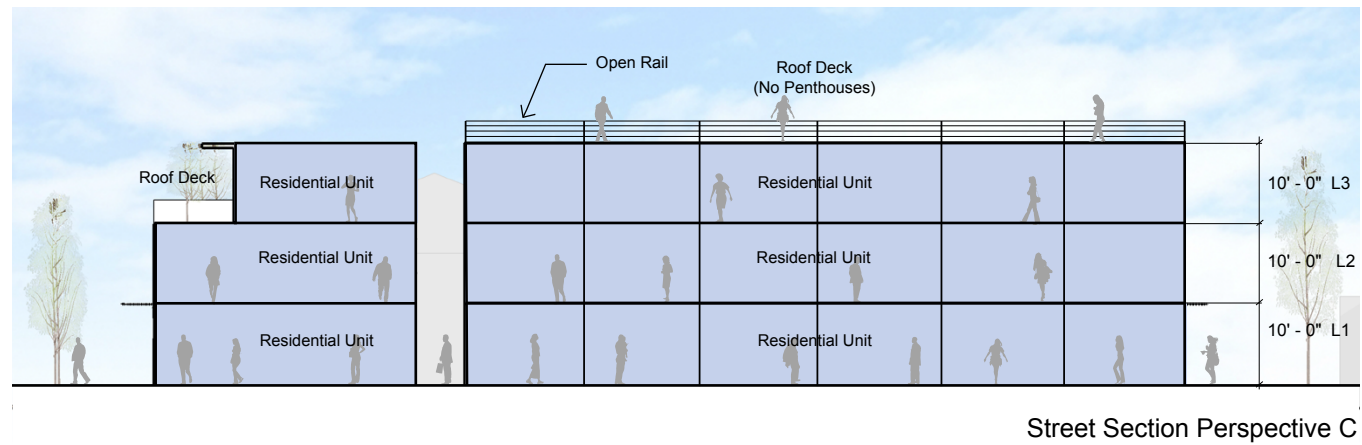 Open Rail
Roof Deck
(No Penthouses)
Roof Deck
Residential Unit
Residential Unit
10' - 0" L3
Residential Unit
Residential Unit
10' - 0" L2
Residential Unit
Residential Unit
10' - 0" L1
Street Section Perspective C